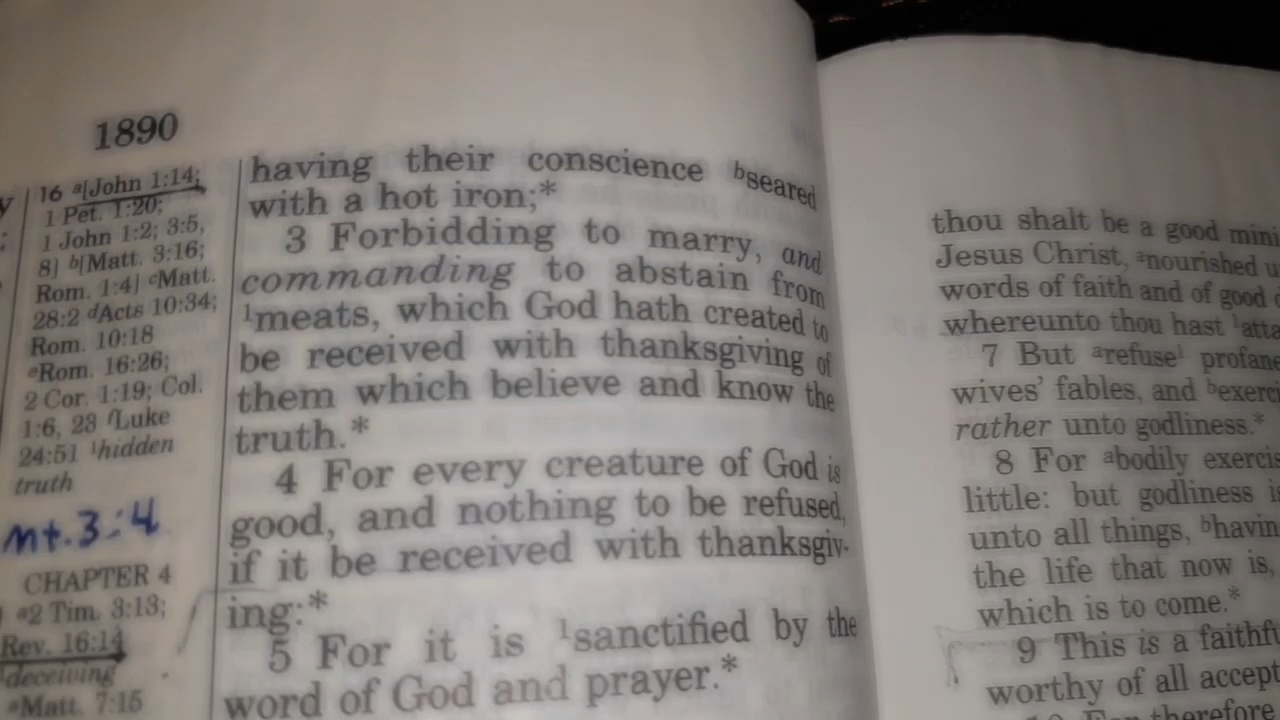 1890
16 a[John 1:14;
1 Pet. 1:20;
1 John 1:2; 3:5,
8] b[Matt. 3:16;
Rom. 1:4] cMatt.
28:2 dActs 10:34;
Rom. 10:18
eRom. 16:26;
2 Cor. 1:19; Col.
1:6, 23 fLuke
24:51 1hidden
truth
Mt. 3:4
CHAPTER 4
a2 Tim. 3:13;
Rev. 16:14
1deceiving
aMatt. 7:15
having their conscience bseared
with a hot iron;*
3 Forbidding to marry, and
commanding to abstain from
1meats, which God hath created to
be received with thanksgiving of
them which believe and know the
truth.*
4 For every creature of God is
good, and nothing to be refused,
if it be received with thanksgiv-
ing:*
5 For it is 1sanctified by the
word of God and prayer.*
thou shalt be a good mini
Jesus Christ, anourished u
words of faith and of good
whereunto thou hast 1atta
7 But arefuse1 profane
wives' fables, and bexerc
rather unto godliness.*
8 For abodily exercis
little: but godliness i
unto all things, bhavin
the life that now is,
which is to come.*
9 This is a faithfu
worthy of all accept
10 For therefore